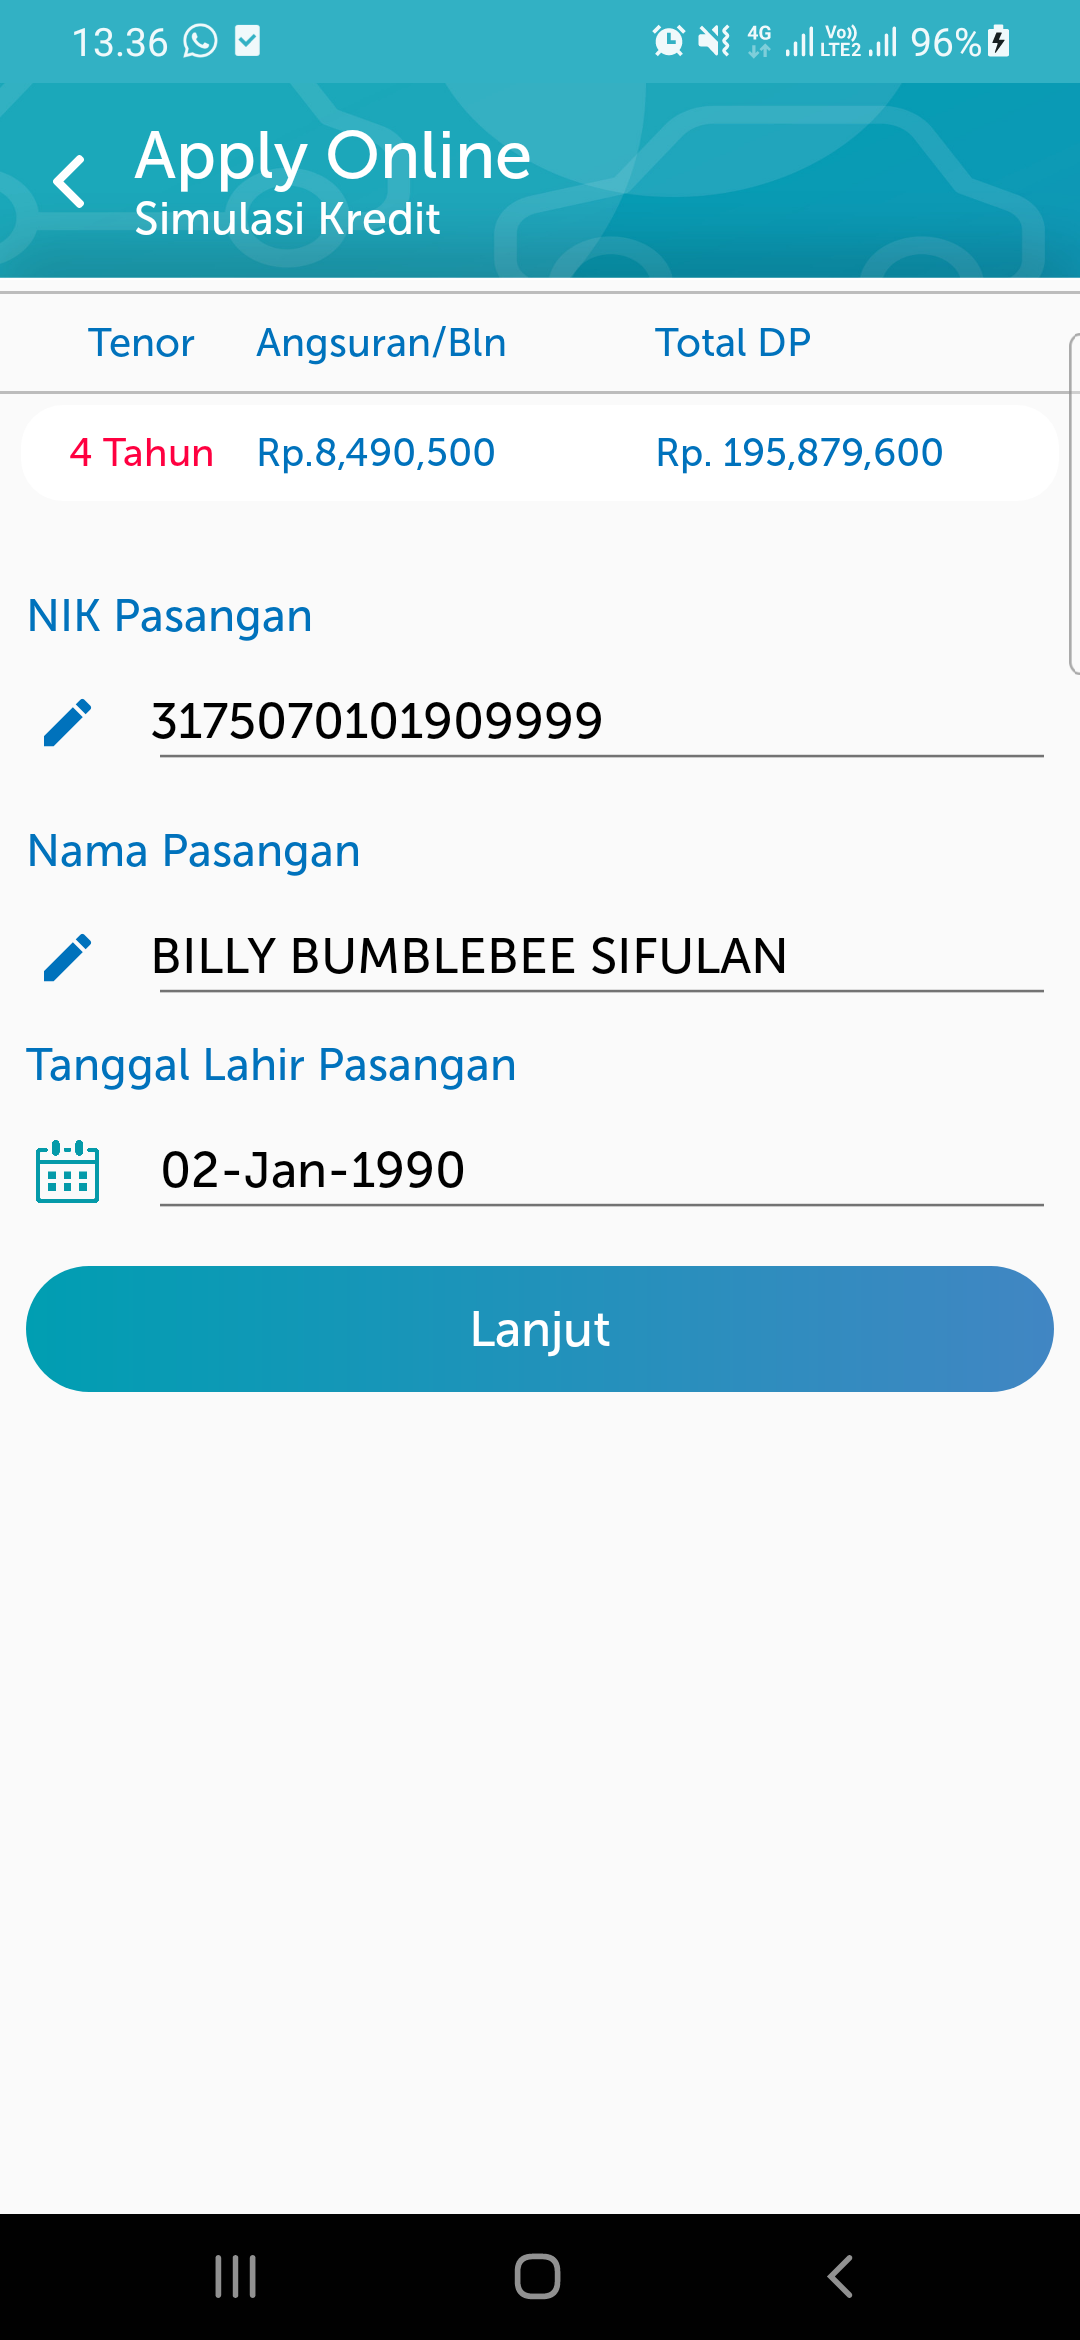 13.36 4G Vo)) LTE2 96%
Apply Online
Simulasi Kredit
Tenor Angsuran/Bln Total DP
4 Tahun Rp.8,490,500 Rp. 195,879,600
NIK Pasangan
3175070101909999
Nama Pasangan
BILLY BUMBLEBEE SIFULAN
Tanggal Lahir Pasangan
02-Jan-1990
Lanjut